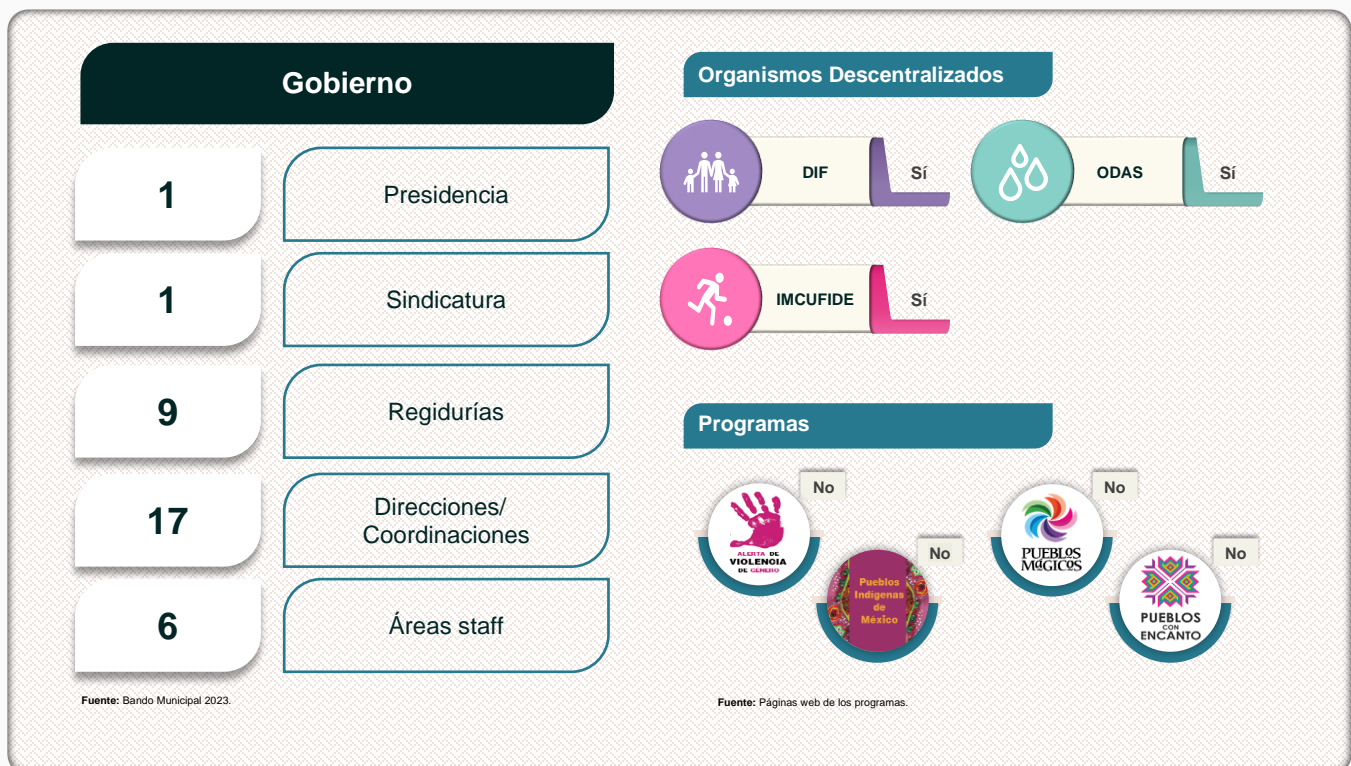 Gobierno
1
Presidencia
1
Sindicatura
9
Regidurías
17
Direcciones/
Coordinaciones
6
Áreas staff
Fuente: Bando Municipal 2023.
Organismos Descentralizados
DIF
Sí
ODAS
Sí
IMCUFIDE
Sí
Programas
No
ALERTA DE
VIOLENCIA
DE GENERO
No
Pueblos
Indígenas
de
México
No
PUEBLOS
MáGICOS
No
PUEBLOS
CON
ENCANTO
Fuente: Páginas web de los programas.